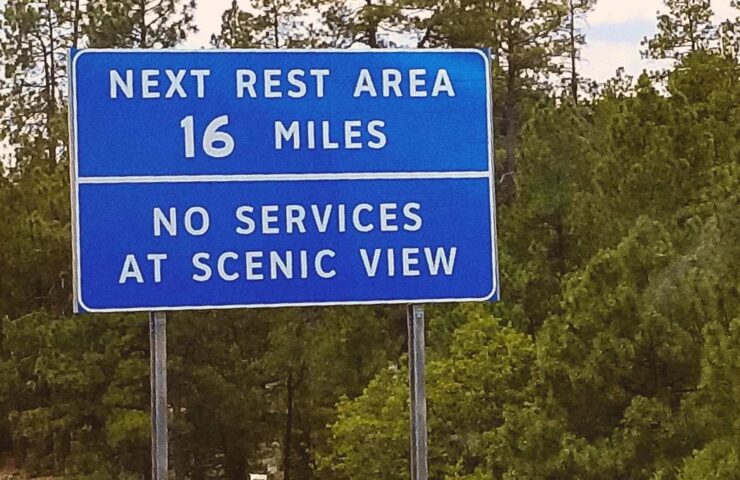 NEXT REST AREA
16 MILES
NO SERVICES
AT SCENIC VIEW